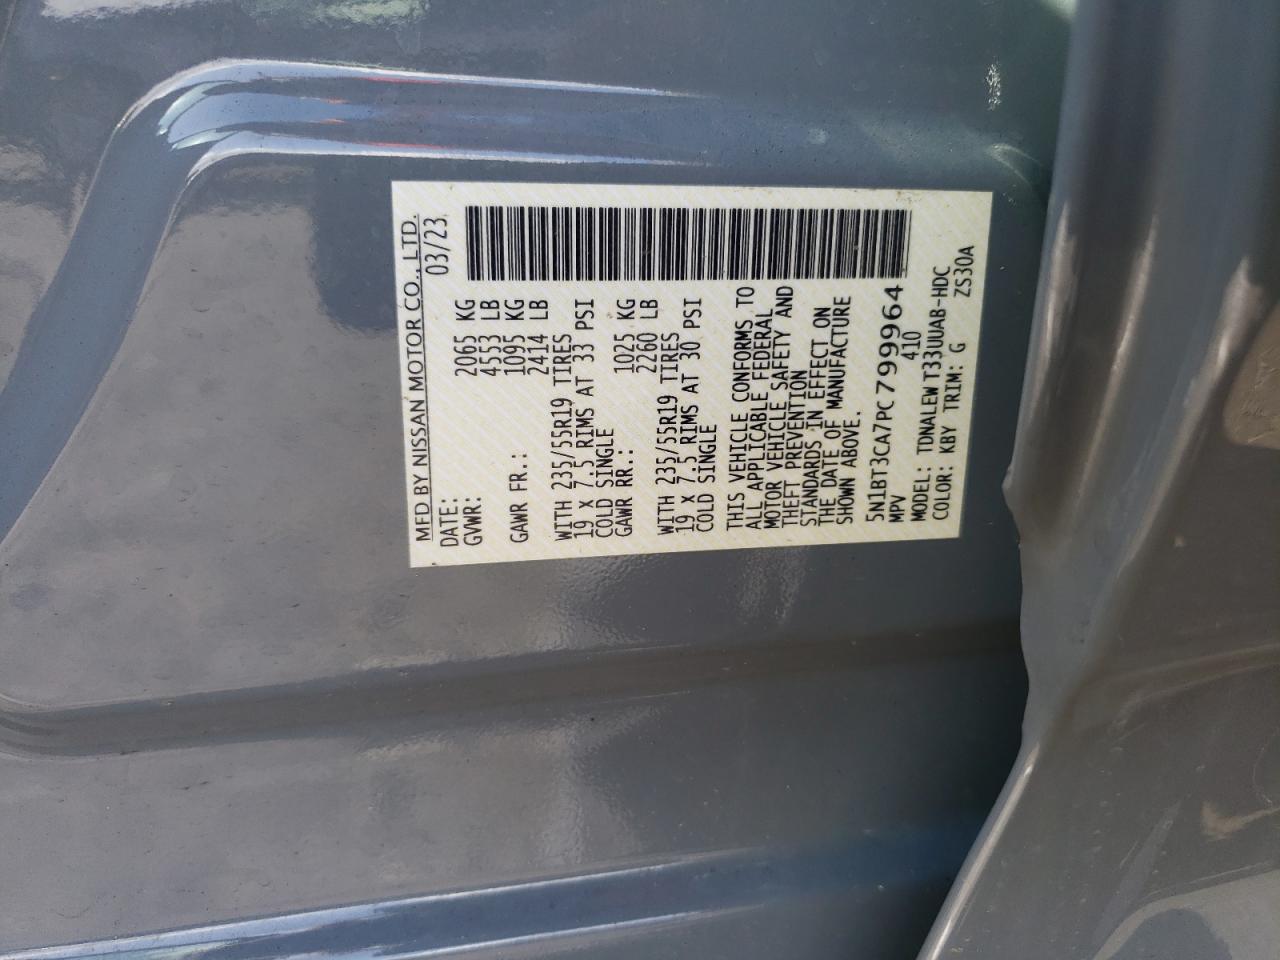 MFD BY NISSAN MOTOR CO., LTD.
DATE: 03/23
GVWR: 2065 KG
4553 LB
GAWR FR.: 1095 KG
2414 LB
WITH 235/55R19 TIRES
19 X 7.5 RIMS AT 33 PSI
COLD SINGLE
GAWR RR.: 1025 KG
2260 LB
WITH 235/55R19 TIRES
19 X 7.5 RIMS AT 30 PSI
COLD SINGLE
THIS VEHICLE CONFORMS TO
ALL APPLICABLE FEDERAL
MOTOR VEHICLE SAFETY AND
THEFT PREVENTION
STANDARDS IN EFFECT ON
THE DATE OF MANUFACTURE
SHOWN ABOVE.
5N1BT3CA7PC799964
MPV 410
MODEL: TDNALEWT33UUAB-HDC
COLOR: KBY TRIM: G ZS30A